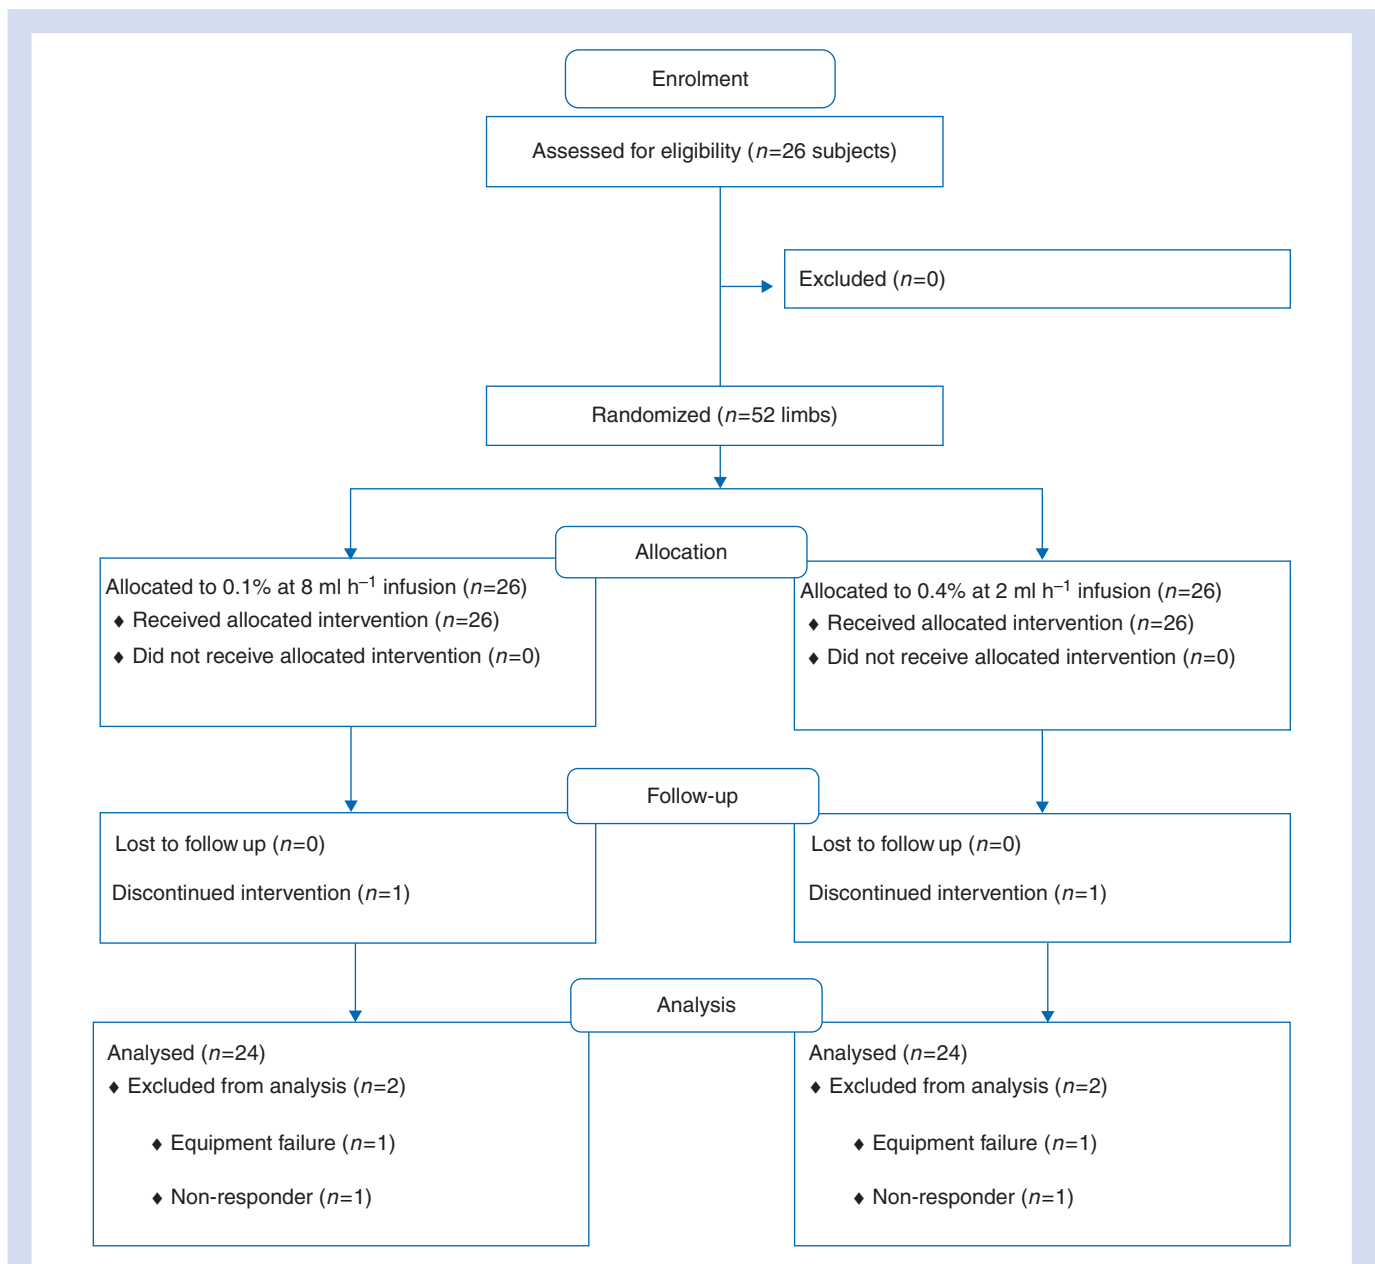 Enrolment
Assessed for eligibility (n=26 subjects)
Excluded (n=0)
Randomized (n=52 limbs)
Allocation
Allocated to 0.1% at 8 ml h⁻¹ infusion (n=26)
♦ Received allocated intervention (n=26)
♦ Did not receive allocated intervention (n=0)
Allocated to 0.4% at 2 ml h⁻¹ infusion (n=26)
♦ Received allocated intervention (n=26)
♦ Did not receive allocated intervention (n=0)
Follow-up
Lost to follow up (n=0)
Discontinued intervention (n=1)
Lost to follow up (n=0)
Discontinued intervention (n=1)
Analysis
Analysed (n=24)
♦ Excluded from analysis (n=2)
♦ Equipment failure (n=1)
♦ Non-responder (n=1)
Analysed (n=24)
♦ Excluded from analysis (n=2)
♦ Equipment failure (n=1)
♦ Non-responder (n=1)